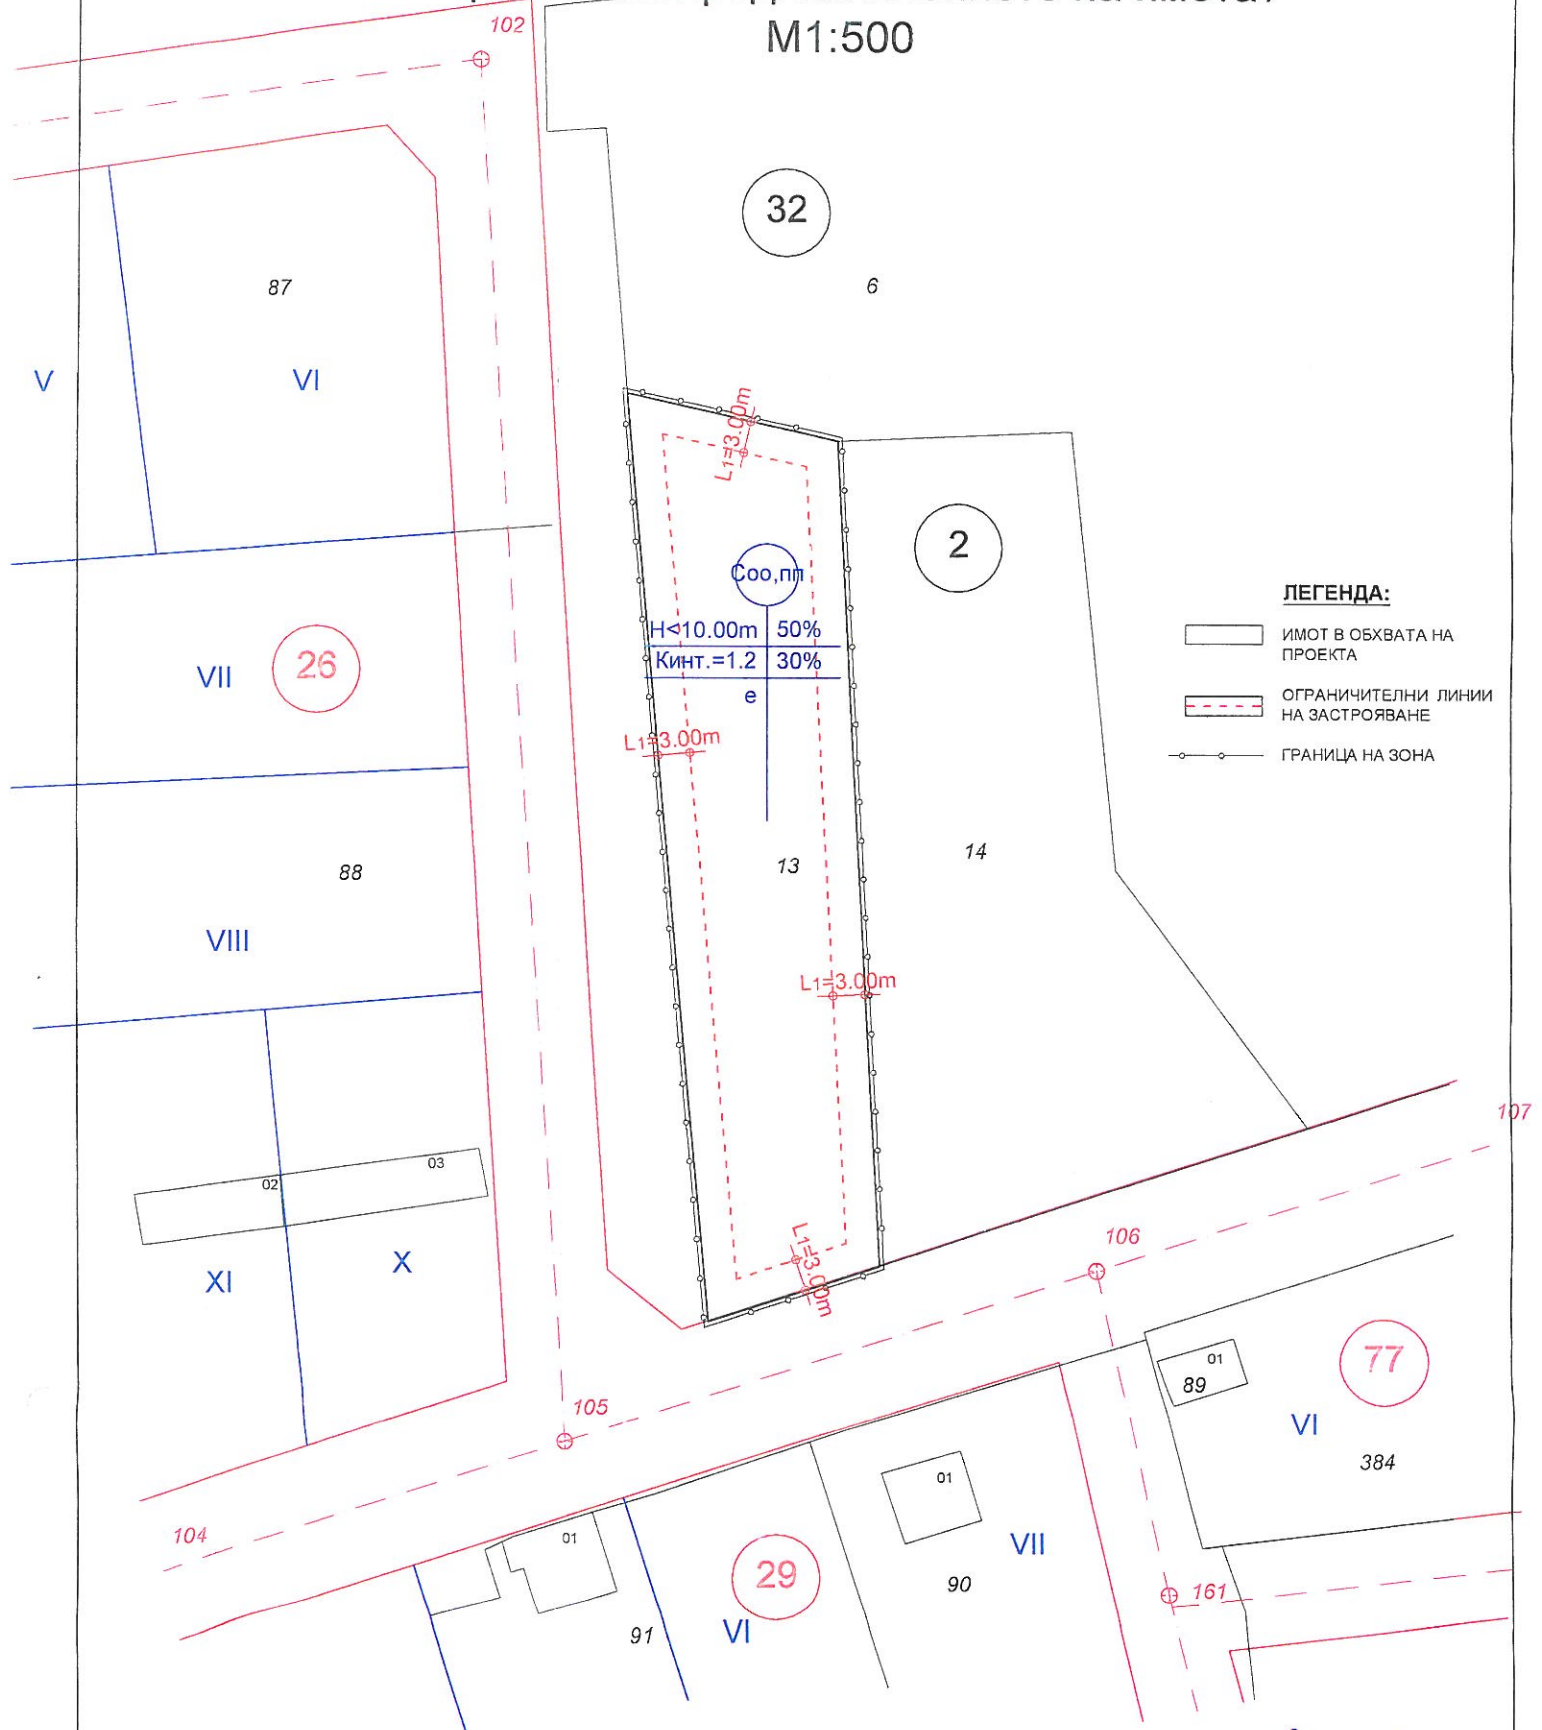 M1:500
102
32
6
87
V
VI
L1=3.00m
2
Соо,пп
H<10.00m 50%
Кинт.=1.2 30%
е
ЛЕГЕНДА:
ИМОТ В ОБХВАТА НА
ПРОЕКТА
ОГРАНИЧИТЕЛНИ ЛИНИИ
НА ЗАСТРОЯВАНЕ
ГРАНИЦА НА ЗОНА
VII
26
L1=3.00m
13
14
88
VIII
L1=3.00m
107
03
02
X
XI
L1=3.00m
106
105
01
89
77
VI
384
104
01
01
VII
29
90
161
91
VI